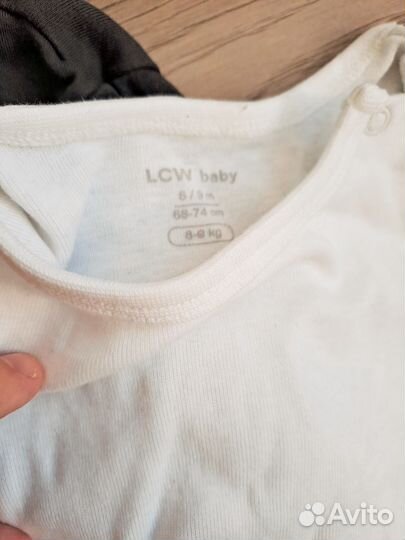 LCW baby
6/9 m
68-74 cm
8-9 kg
Avito